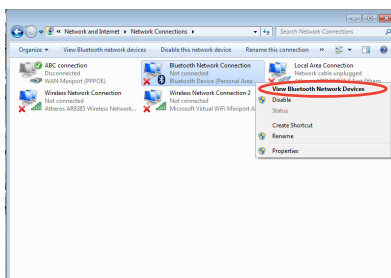 « Network and Internet ▸ Network Connections ▸
Search Network Connections
Organize ▾ View Bluetooth network devices Disable this network device Rename this connection »
ABC connection
Disconnected
WAN Miniport (PPPOE)
Bluetooth Network Connection
Not connected
Bluetooth Device (Personal Area ...
Local Area Connection
Network cable unplugged
Wireless Network Connection
Not connected
Atheros AR9285 Wireless Network...
Wireless Network Connection 2
Not connected
Microsoft Virtual WiFi Miniport A
View Bluetooth Network Devices
Disable
Status
Create Shortcut
Rename
Properties